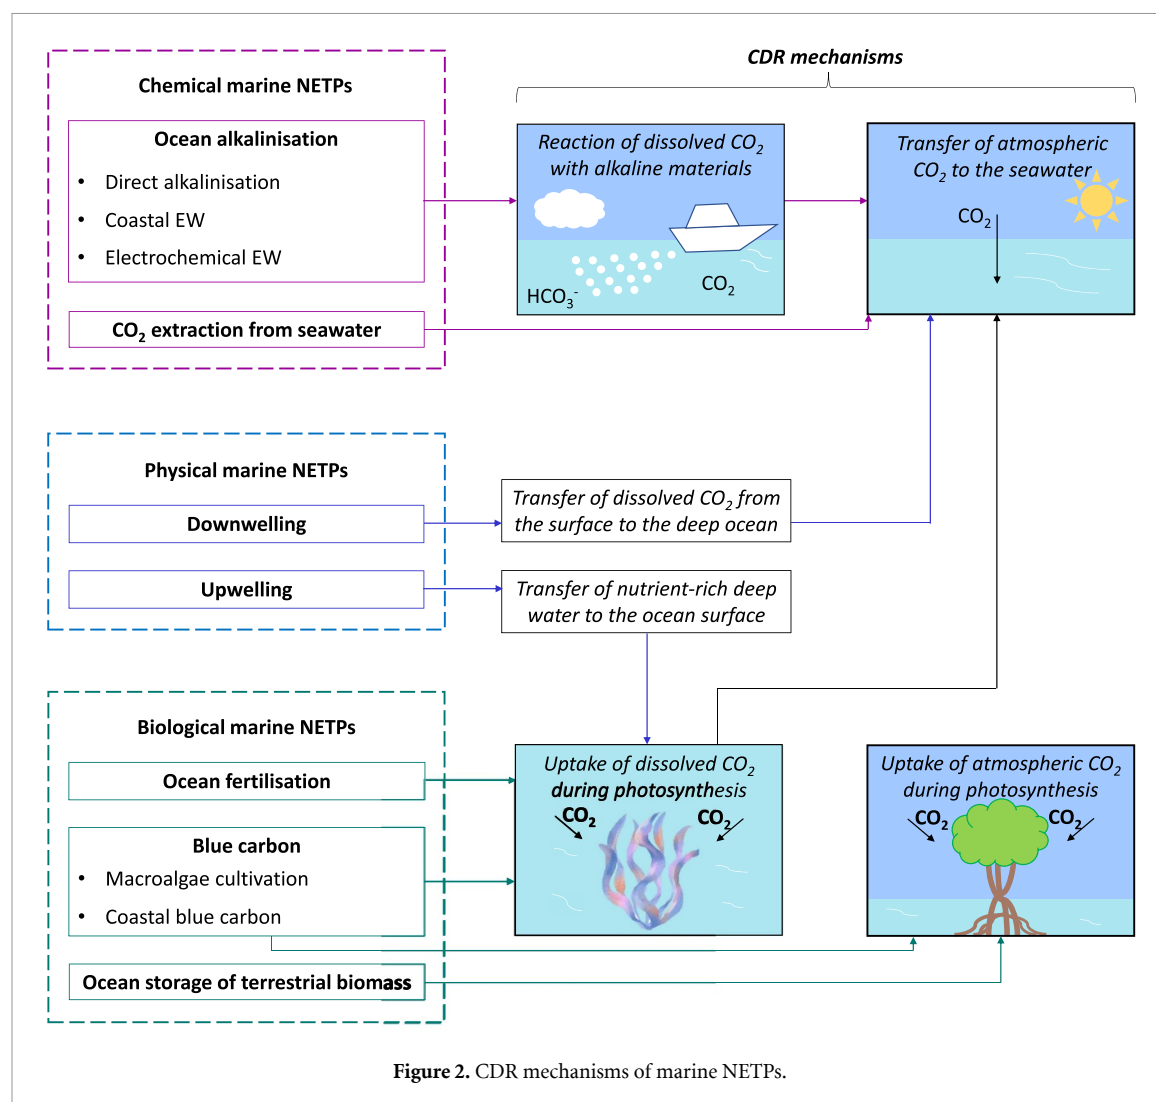 CDR mechanisms
Chemical marine NETPs
Ocean alkalinisation
• Direct alkalinisation
• Coastal EW
• Electrochemical EW
CO2 extraction from seawater
Reaction of dissolved CO2
with alkaline materials
HCO3-
CO2
Transfer of atmospheric
CO2 to the seawater
CO2
Physical marine NETPs
Downwelling
Upwelling
Transfer of dissolved CO2 from
the surface to the deep ocean
Transfer of nutrient-rich deep
water to the ocean surface
Biological marine NETPs
Ocean fertilisation
Blue carbon
• Macroalgae cultivation
• Coastal blue carbon
Ocean storage of terrestrial biomass
Uptake of dissolved CO2
during photosynthesis
CO2 CO2
Uptake of atmospheric CO2
during photosynthesis
CO2 CO2
Figure 2. CDR mechanisms of marine NETPs.